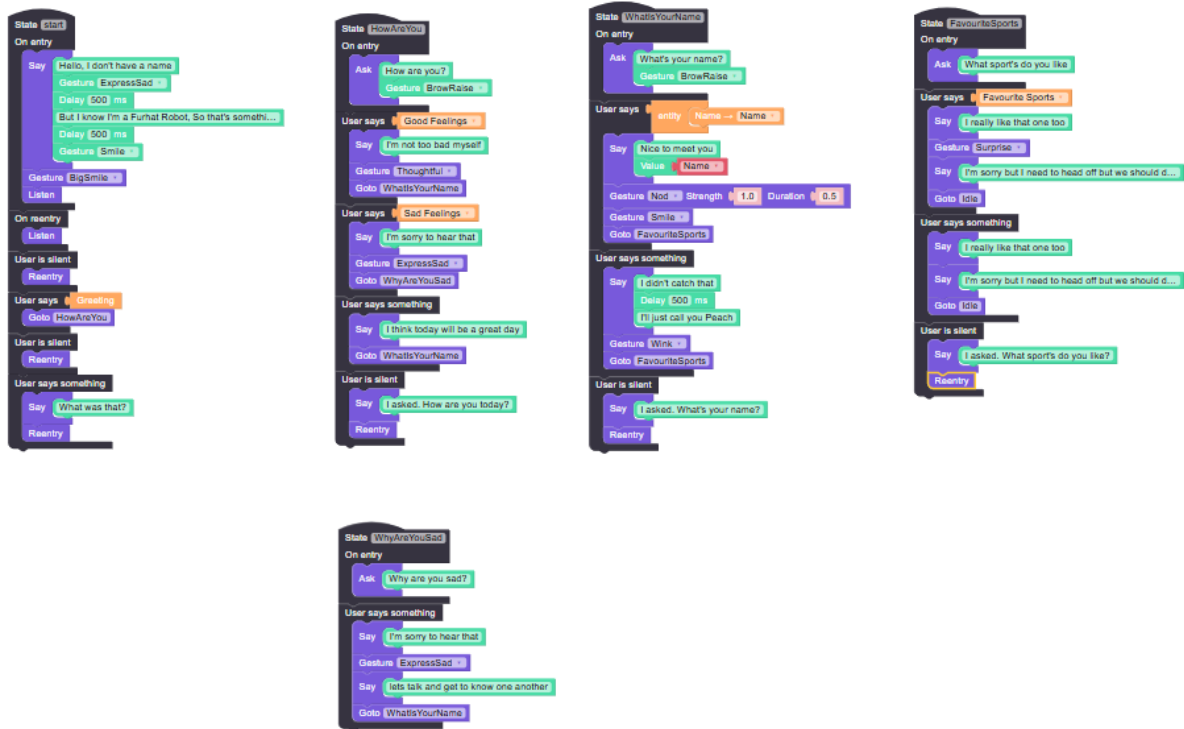 State start
On entry
Say Hello, I don't have a name
Gesture ExpressSad
Delay 500 ms
But I know I'm a Furhat Robot, So that's somethi...
Delay 500 ms
Gesture Smile
Gesture BigSmile
Listen
On reentry
Listen
User is silent
Reentry
User says Greeting
Goto HowAreYou
User is silent
Reentry
User says something
Say What was that?
Reentry
State HowAreYou
On entry
Ask How are you?
Gesture BrowRaise
User says Good Feelings
Say I'm not too bad myself
Gesture Thoughtful
Goto WhatIsYourName
User says Sad Feelings
Say I'm sorry to hear that
Gesture ExpressSad
Goto WhyAreYouSad
User says something
Say I think today will be a great day
Goto WhatIsYourName
User is silent
Say I asked. How are you today?
Reentry
State WhatIsYourName
On entry
Ask What's your name?
Gesture BrowRaise
User says entity Name → Name
Say Nice to meet you
Value Name
Gesture Nod Strength 1.0 Duration 0.5
Gesture Smile
Goto FavouriteSports
User says something
Say I didn't catch that
Delay 500 ms
I'll just call you Peach
Gesture Wink
Goto FavouriteSports
User is silent
Say I asked. What's your name?
Reentry
State FavouriteSports
On entry
Ask What sport's do you like
User says Favourite Sports
Say I really like that one too
Gesture Surprise
Say I'm sorry but I need to head off but we should d...
Goto Idle
User says something
Say I really like that one too
Say I'm sorry but I need to head off but we should d...
Goto Idle
User is silent
Say I asked. What sport's do you like?
Reentry
State WhyAreYouSad
On entry
Ask Why are you sad?
User says something
Say I'm sorry to hear that
Gesture ExpressSad
Say lets talk and get to know one another
Goto WhatIsYourName